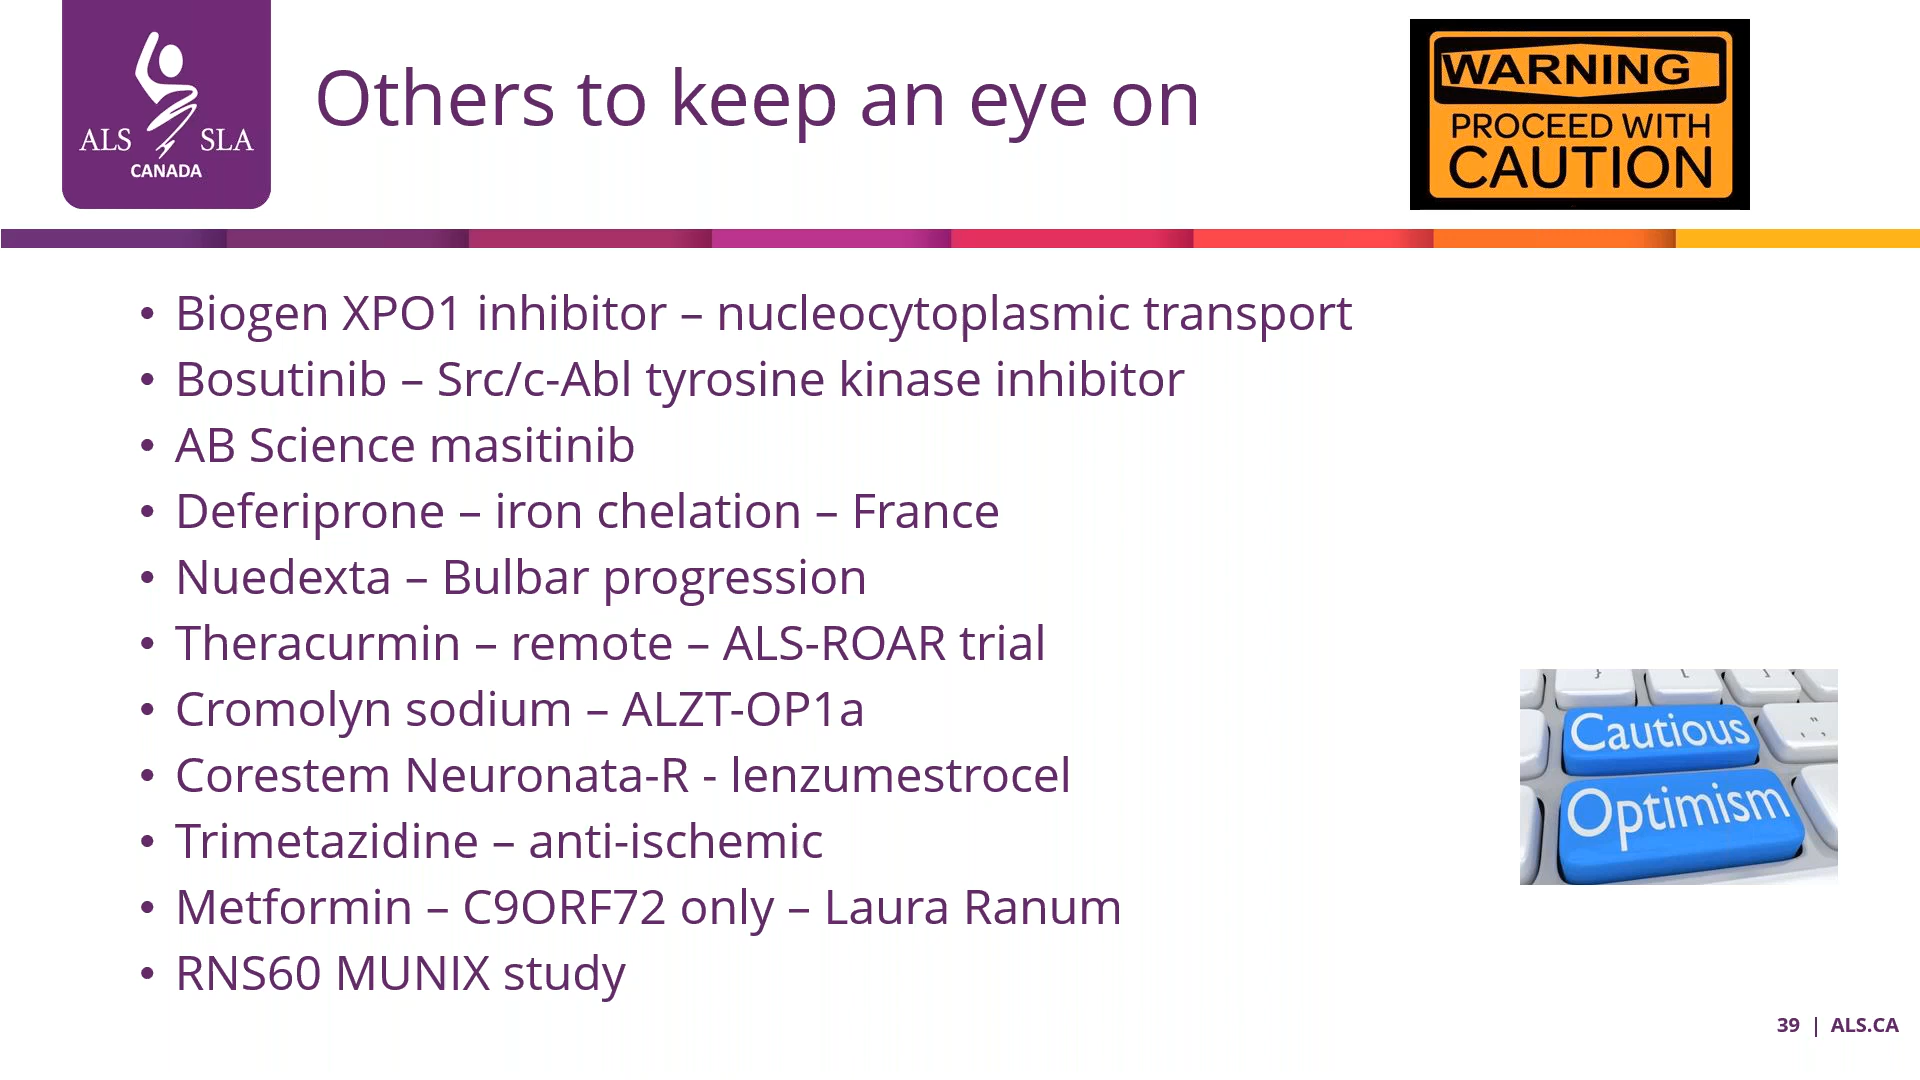 ALS SLA
CANADA
Others to keep an eye on
WARNING
PROCEED WITH
CAUTION
• Biogen XPO1 inhibitor – nucleocytoplasmic transport
• Bosutinib – Src/c-Abl tyrosine kinase inhibitor
• AB Science masitinib
• Deferiprone – iron chelation – France
• Nuedexta – Bulbar progression
• Theracurmin – remote – ALS-ROAR trial
• Cromolyn sodium – ALZT-OP1a
• Corestem Neuronata-R - lenzumestrocel
• Trimetazidine – anti-ischemic
• Metformin – C9ORF72 only – Laura Ranum
• RNS60 MUNIX study
Cautious
Optimism
39 | ALS.CA